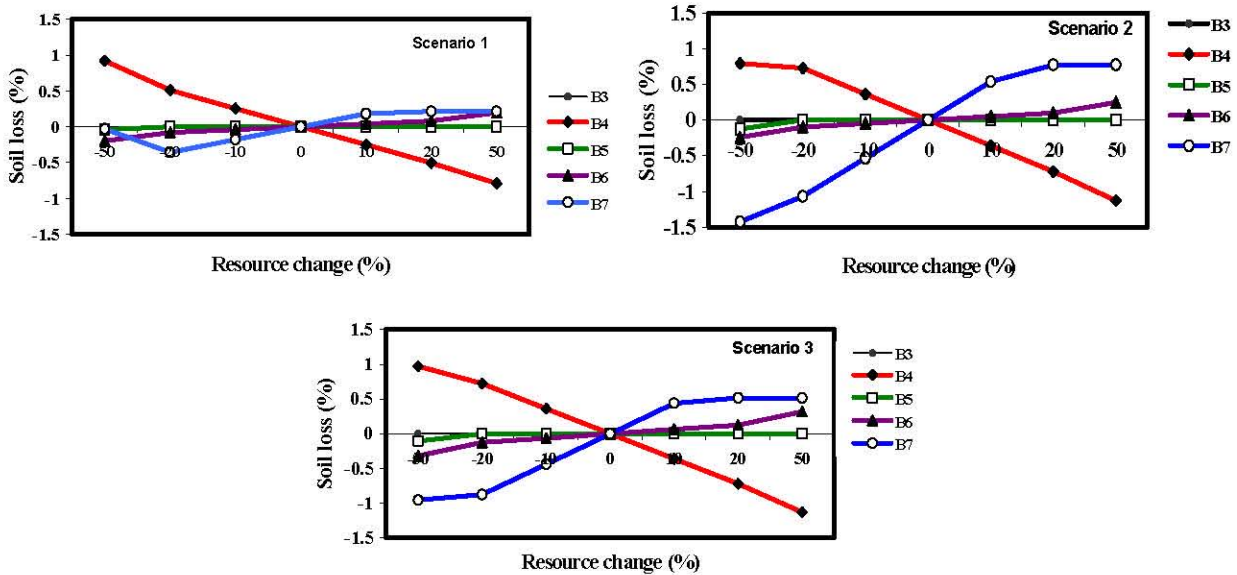 Scenario 1
Soil loss (%)
1.5
1
0.5
0
-0.5
-1
-1.5
-50 -20 -10 0 10 20 50
Resource change (%)
B3
B4
B5
B6
B7
Scenario 2
Soil loss (%)
1.5
1
0.5
0
-0.5
-1
-1.5
-50 -20 -10 0 10 20 50
Resource change (%)
B3
B4
B5
B6
B7
Scenario 3
Soil loss (%)
1.5
1
0.5
0
-0.5
-1
-1.5
-20 -10 0 10 20 50
Resource change (%)
B3
B4
B5
B6
B7